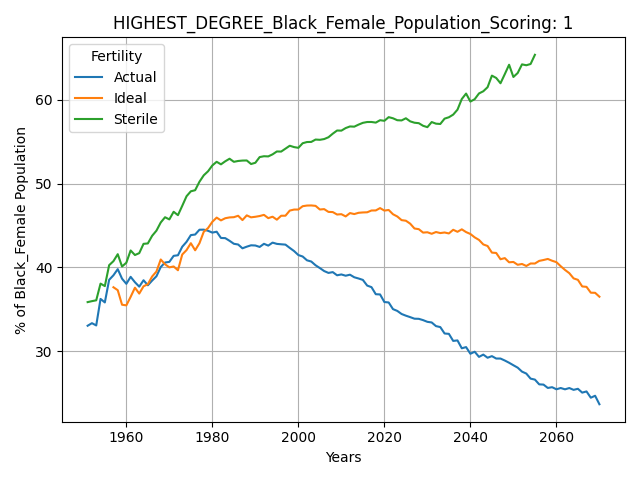 HIGHEST_DEGREE_Black_Female_Population_Scoring: 1
Fertility
Actual
Ideal
Sterile
% of Black_Female Population
60
50
40
30
1960 1980 2000 2020 2040 2060
Years